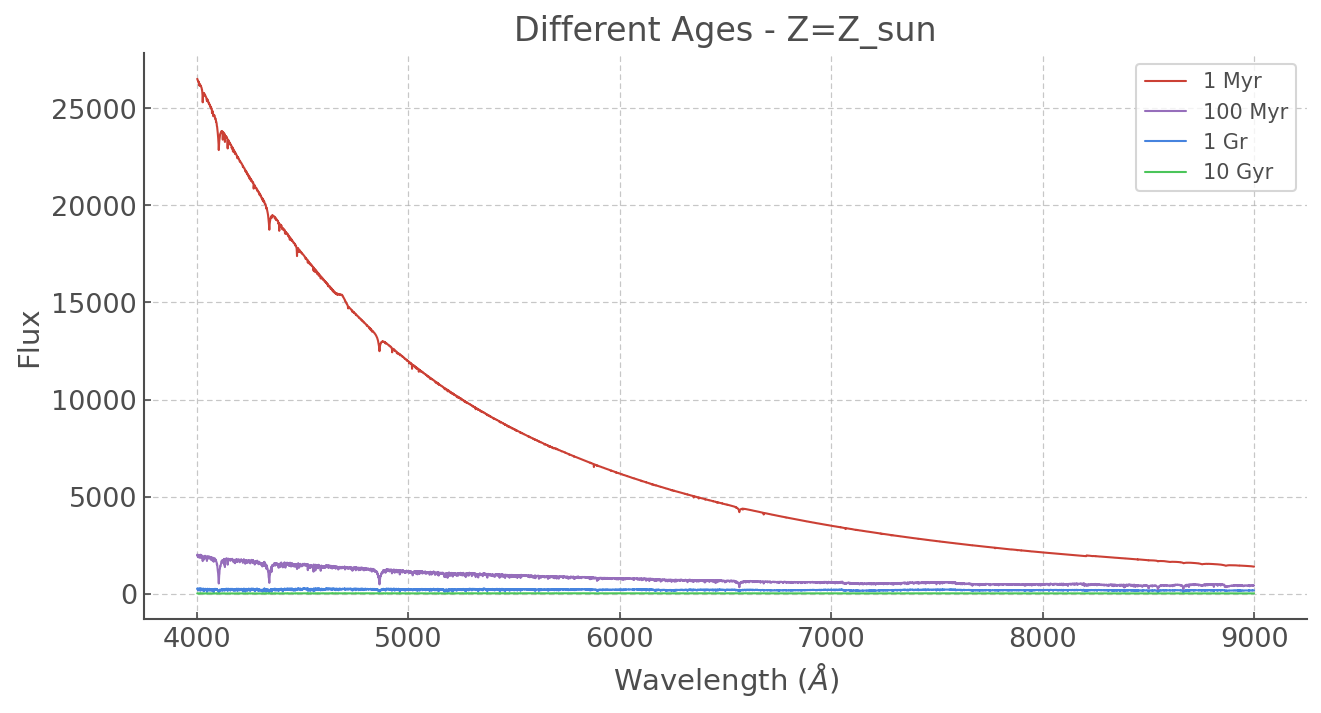 Different Ages - Z=Z_sun
1 Myr
100 Myr
1 Gr
10 Gyr
Flux
25000
20000
15000
10000
5000
0
4000 5000 6000 7000 8000 9000
Wavelength (Å)